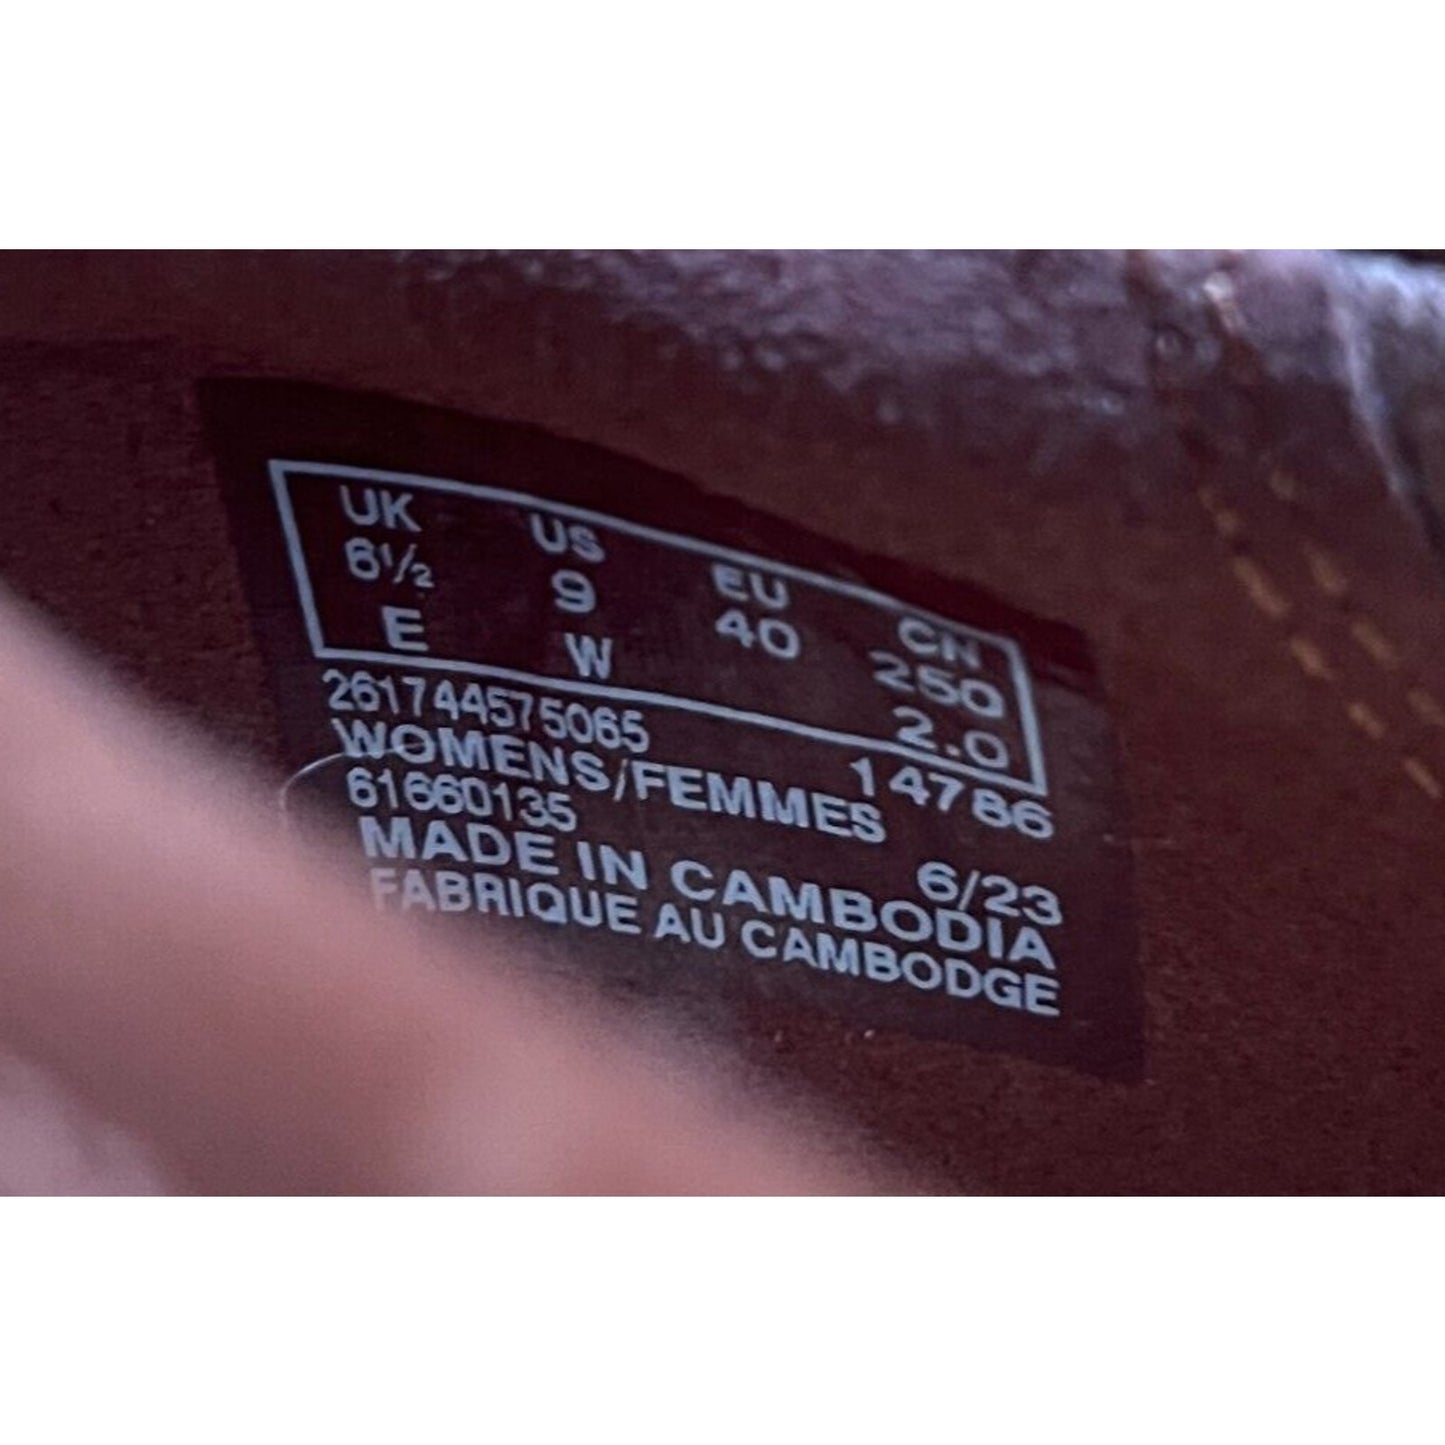 UK US EU CN
6½ 9 40 250
E W 2.0
261744575065 14786
WOMENS/FEMMES
61660135 6/23
MADE IN CAMBODIA
FABRIQUE AU CAMBODGE